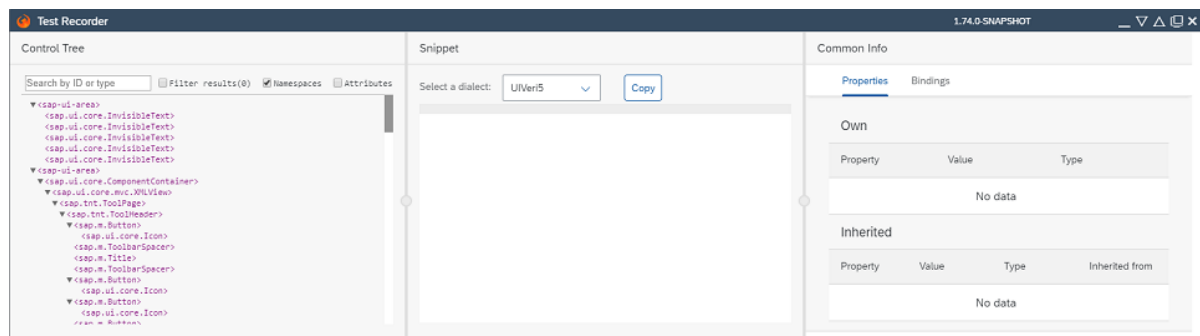 Test Recorder
1.74.0-SNAPSHOT
Control Tree
Search by ID or type
Filter results(0)
Namespaces
Attributes
<sap-ui-area>
<sap.ui.core.InvisibleText>
<sap.ui.core.InvisibleText>
<sap.ui.core.InvisibleText>
<sap.ui.core.InvisibleText>
<sap-ui-area>
<sap.ui.core.ComponentContainer>
<sap.ui.core.mvc.XMLView>
<sap.tnt.ToolPage>
<sap.tnt.ToolHeader>
<sap.m.Button>
<sap.ui.core.Icon>
<sap.m.ToolbarSpacer>
<sap.m.Title>
<sap.m.ToolbarSpacer>
<sap.m.Button>
<sap.ui.core.Icon>
<sap.m.Button>
<sap.ui.core.Icon>
<sap.m.Button>
Snippet
Select a dialect:
UIVeri5
Copy
Common Info
Properties
Bindings
Own
Property Value Type
No data
Inherited
Property Value Type Inherited from
No data